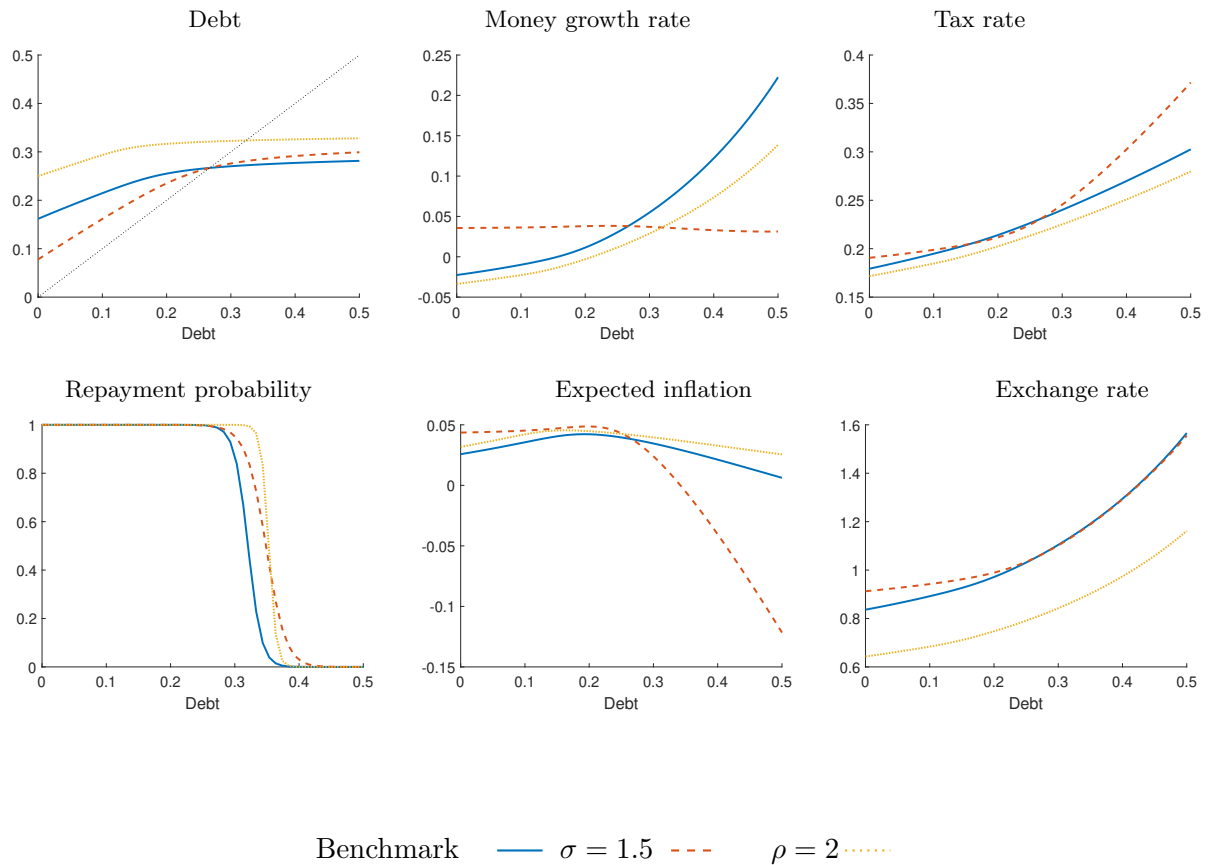 Debt Money growth rate Tax rate
0.5 0.25 0.4
0.4 0.2 0.35
0.15
0.3 0.3
0.1
0.2 0.25
0.05
0.1 0 0.2
0 -0.05 0.15
0 0.1 0.2 0.3 0.4 0.5 0 0.1 0.2 0.3 0.4 0.5 0 0.1 0.2 0.3 0.4 0.5
Debt Debt Debt
Repayment probability Expected inflation Exchange rate
1 0.05 1.6
0.8 0 1.4
0.6 1.2
-0.05
0.4 1
0.2 -0.1 0.8
0 -0.15 0.6
0 0.1 0.2 0.3 0.4 0.5 0 0.1 0.2 0.3 0.4 0.5 0 0.1 0.2 0.3 0.4 0.5
Debt Debt Debt
Benchmark σ = 1.5 ρ = 2